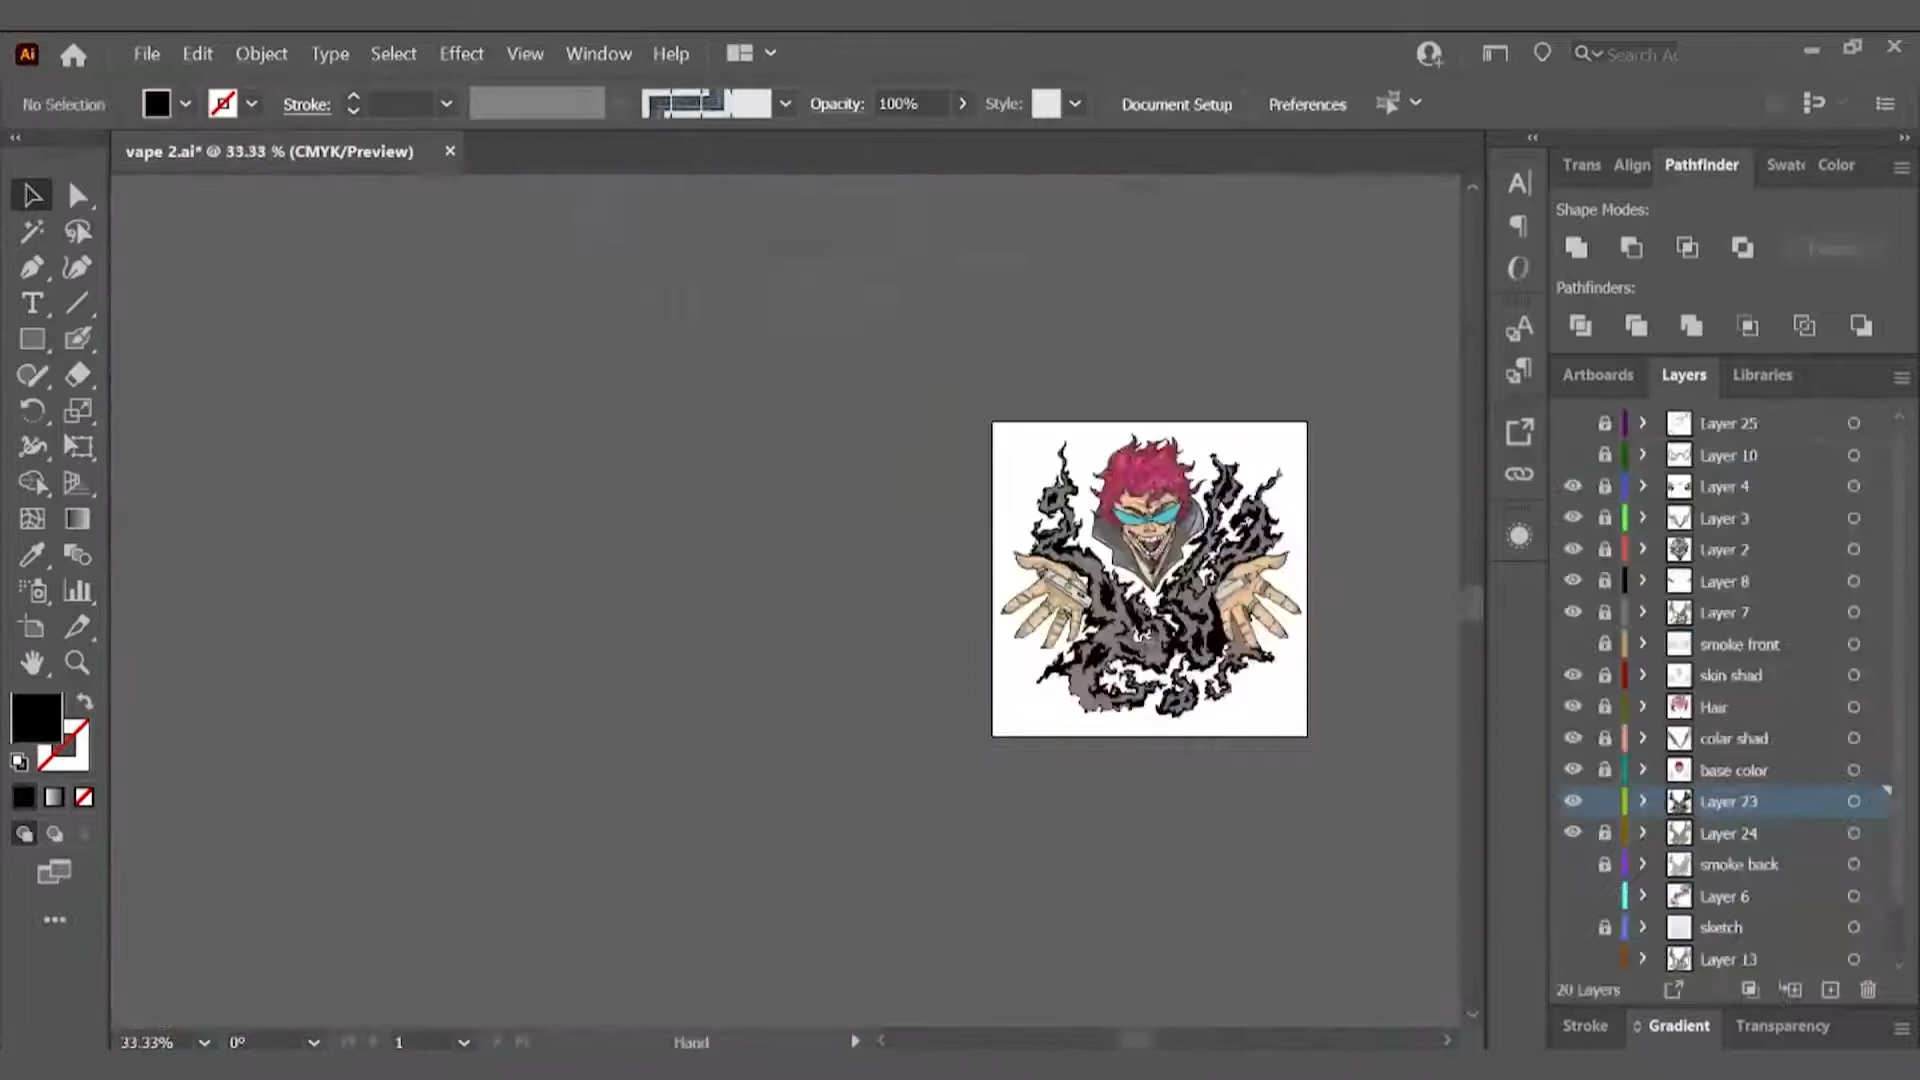 Ai File Edit Object Type Select Effect View Window Help
No Selection Stroke: Opacity: 100% Style: Document Setup Preferences
vape 2.ai* @ 33.33 % (CMYK/Preview)
Trans Align Pathfinder Swatc Color
Shape Modes:
Pathfinders:
Artboards Layers Libraries
Layer 25
Layer 10
Layer 4
Layer 3
Layer 2
Layer 8
Layer 7
smoke front
skin shad
Hair
colar shad
base color
Layer 23
Layer 24
smoke back
Layer 6
sketch
Layer 13
20 Layers
Stroke Gradient Transparency
33.33% 0° 1 Hand